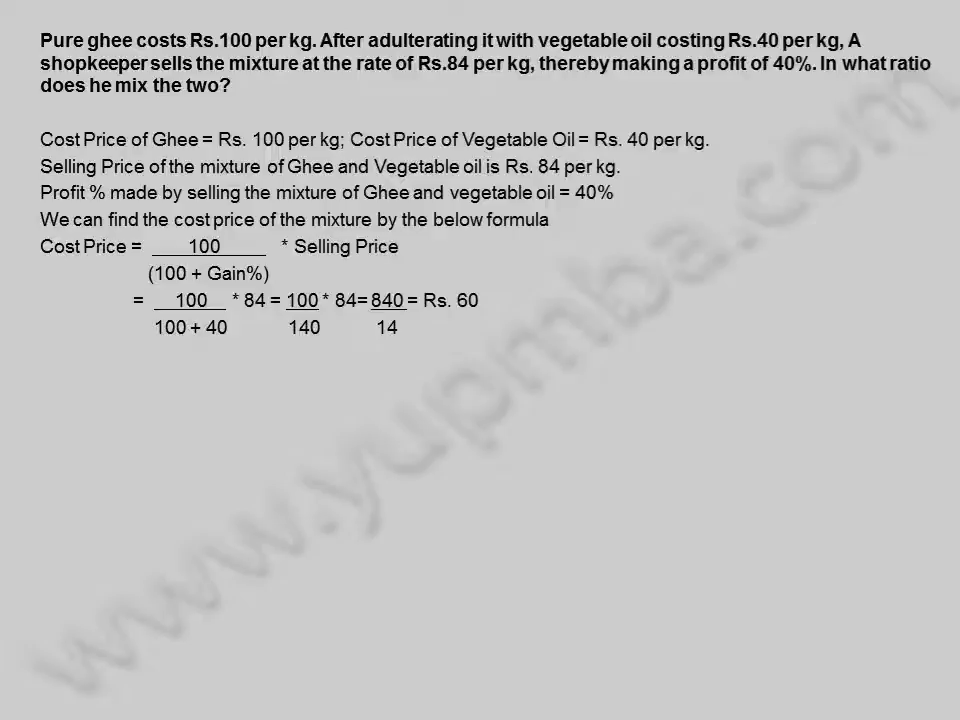 Pure ghee costs Rs.100 per kg. After adulterating it with vegetable oil costing Rs.40 per kg, A
shopkeeper sells the mixture at the rate of Rs.84 per kg, thereby making a profit of 40%. In what ratio
does he mix the two?
Cost Price of Ghee = Rs. 100 per kg; Cost Price of Vegetable Oil = Rs. 40 per kg.
Selling Price of the mixture of Ghee and Vegetable oil is Rs. 84 per kg.
Profit % made by selling the mixture of Ghee and vegetable oil = 40%
We can find the cost price of the mixture by the below formula
Cost Price = 100 * Selling Price
(100 + Gain%)
= 100 * 84 = 100 * 84= 840 = Rs. 60
100 + 40 140 14
www.yupmba.com